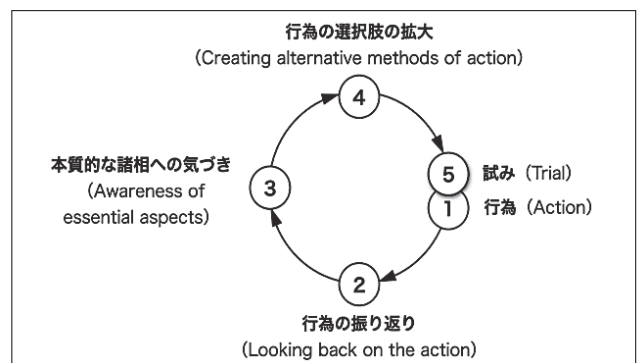 行為の選択肢の拡大
(Creating alternative methods of action)
4
本質的な諸相への気づき
(Awareness of
essential aspects)
3
5
試み (Trial)
1
行為 (Action)
2
行為の振り返り
(Looking back on the action)